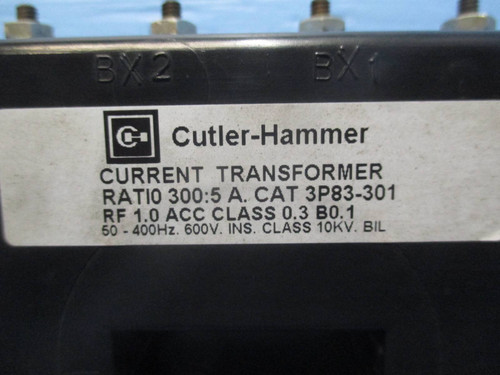 BX2 BX1
Cutler-Hammer
CURRENT TRANSFORMER
RATIO 300:5 A. CAT 3P83-301
RF 1.0 ACC CLASS 0.3 B0.1
50 - 400Hz. 600V. INS. CLASS 10KV. BIL